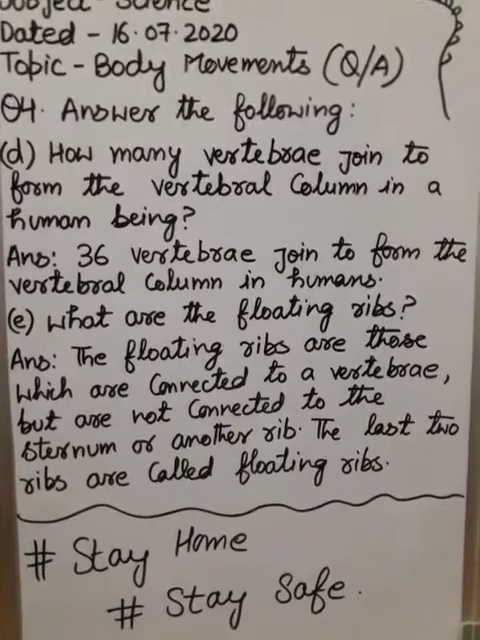 Subject - Science
Dated - 16.07.2020
Topic - Body Movements (Q/A)
Q4. Answer the following:
(d) How many vertebrae join to
form the vertebral column in a
human being?
Ans: 36 vertebrae join to form the
vertebral column in humans.
(e) What are the floating ribs?
Ans: The floating ribs are those
which are connected to a vertebrae,
but are not connected to the
sternum or another rib. The last two
ribs are called floating ribs.
# Stay Home
# Stay Safe.